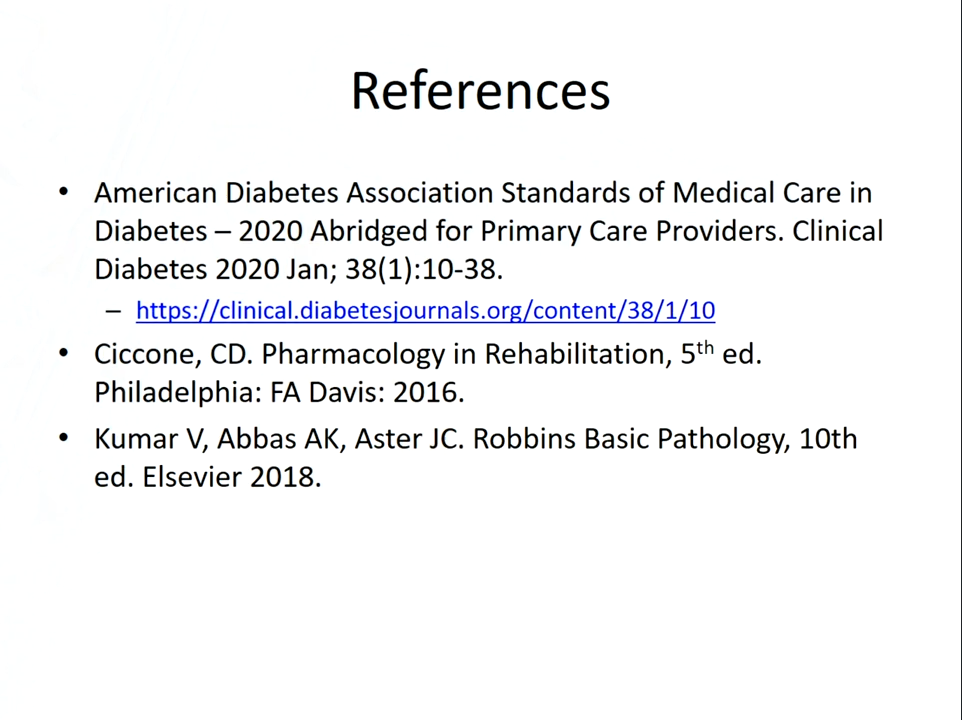 References
• American Diabetes Association Standards of Medical Care in
Diabetes – 2020 Abridged for Primary Care Providers. Clinical
Diabetes 2020 Jan; 38(1):10-38.
– https://clinical.diabetesjournals.org/content/38/1/10
• Ciccone, CD. Pharmacology in Rehabilitation, 5th ed.
Philadelphia: FA Davis: 2016.
• Kumar V, Abbas AK, Aster JC. Robbins Basic Pathology, 10th
ed. Elsevier 2018.